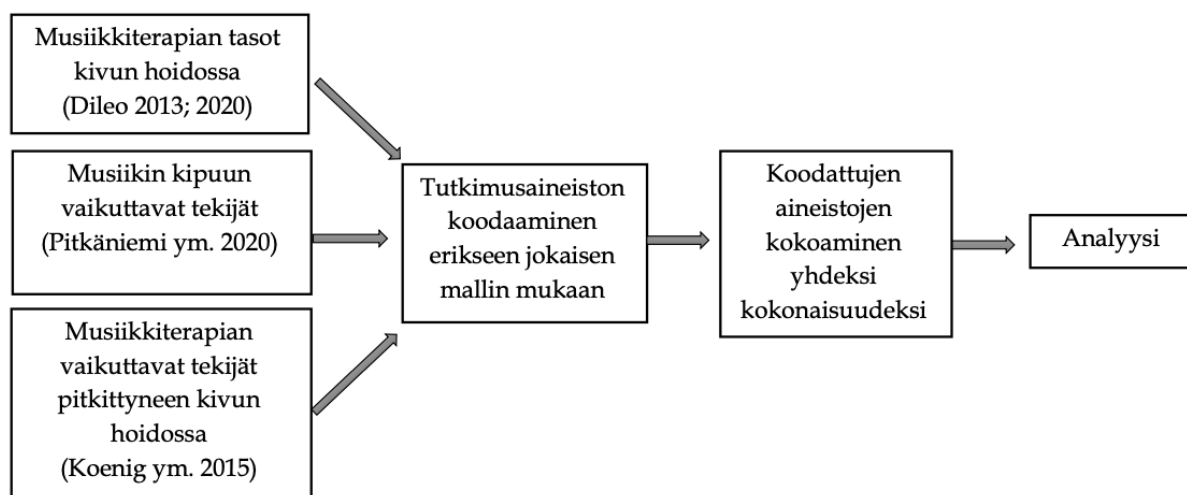 Musiikkiterapian tasot
kivun hoidossa
(Dileo 2013; 2020)
Musiikin kipuun
vaikuttavat tekijät
(Pitkäniemi ym. 2020)
Musiikkiterapian
vaikuttavat tekijät
pitkittyneen kivun
hoidossa
(Koenig ym. 2015)
Tutkimusaineiston
koodaaminen
erikseen jokaisen
mallin mukaan
Koodattujen
aineistojen
kokoaminen
yhdeksi
kokonaisuudeksi
Analyysi